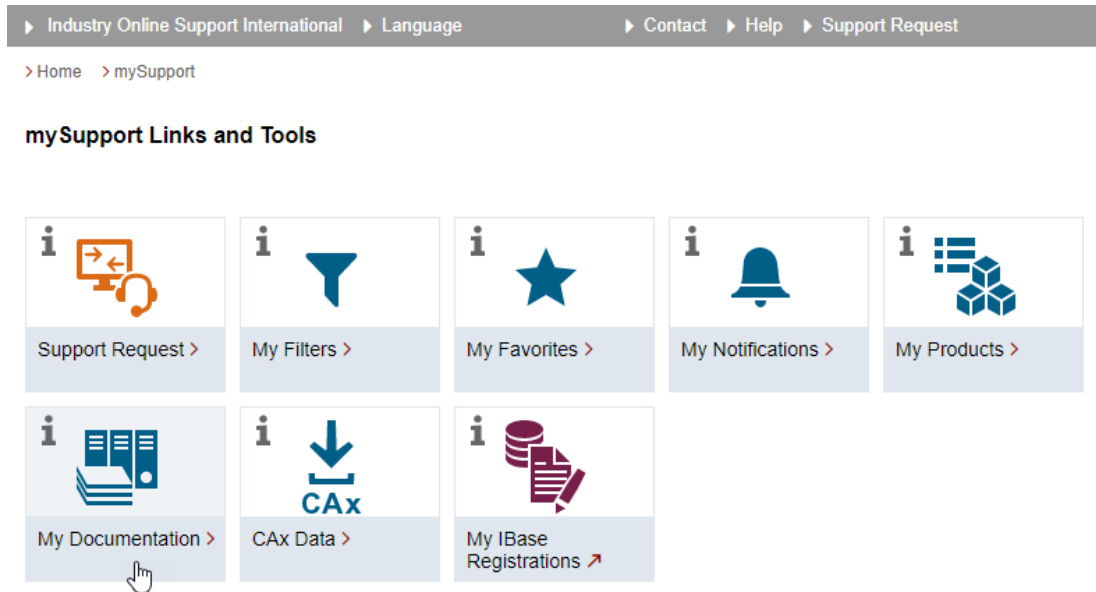 Industry Online Support International Language Contact Help Support Request
> Home > mySupport
mySupport Links and Tools
i i i i i
Support Request > My Filters > My Favorites > My Notifications > My Products >
i i i
CAx
My Documentation > CAx Data > My IBase
Registrations ↗